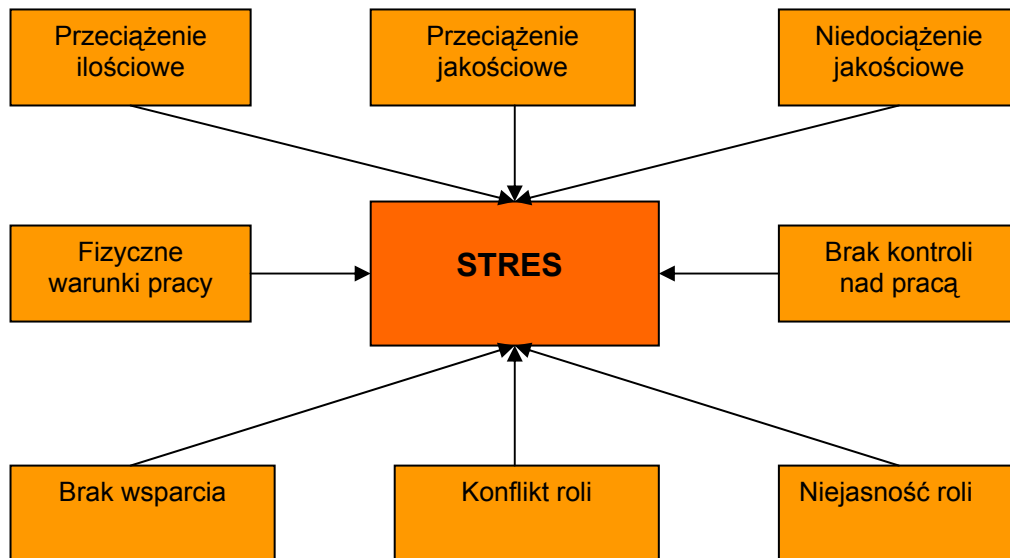 Przeciążenie
ilościowe
Przeciążenie
jakościowe
Niedociążenie
jakościowe
Fizyczne
warunki pracy
STRES
Brak kontroli
nad pracą
Brak wsparcia
Konflikt roli
Niejasność roli